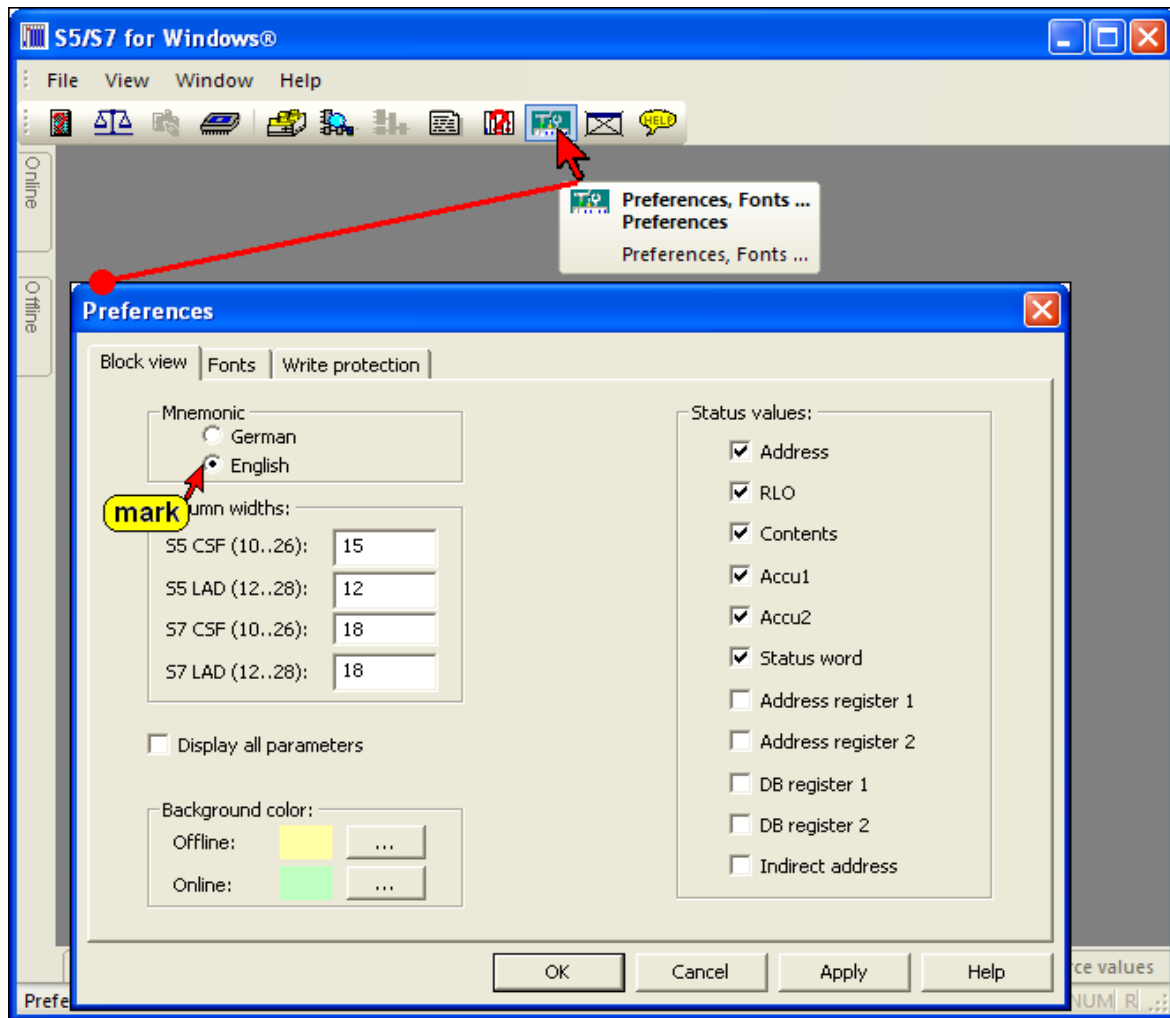 S5/S7 for Windows®
File View Window Help
HELP
Online
Offline
Preferences, Fonts ...
Preferences
Preferences, Fonts ...
Preferences
Block view Fonts Write protection
Mnemonic
German
English
mark
umn widths:
S5 CSF (10..26): 15
S5 LAD (12..28): 12
S7 CSF (10..26): 18
S7 LAD (12..28): 18
Display all parameters
Background color:
Offline: ...
Online: ...
Status values:
Address
RLO
Contents
Accu1
Accu2
Status word
Address register 1
Address register 2
DB register 1
DB register 2
Indirect address
OK Cancel Apply Help
rce values
Prefe
NUM R